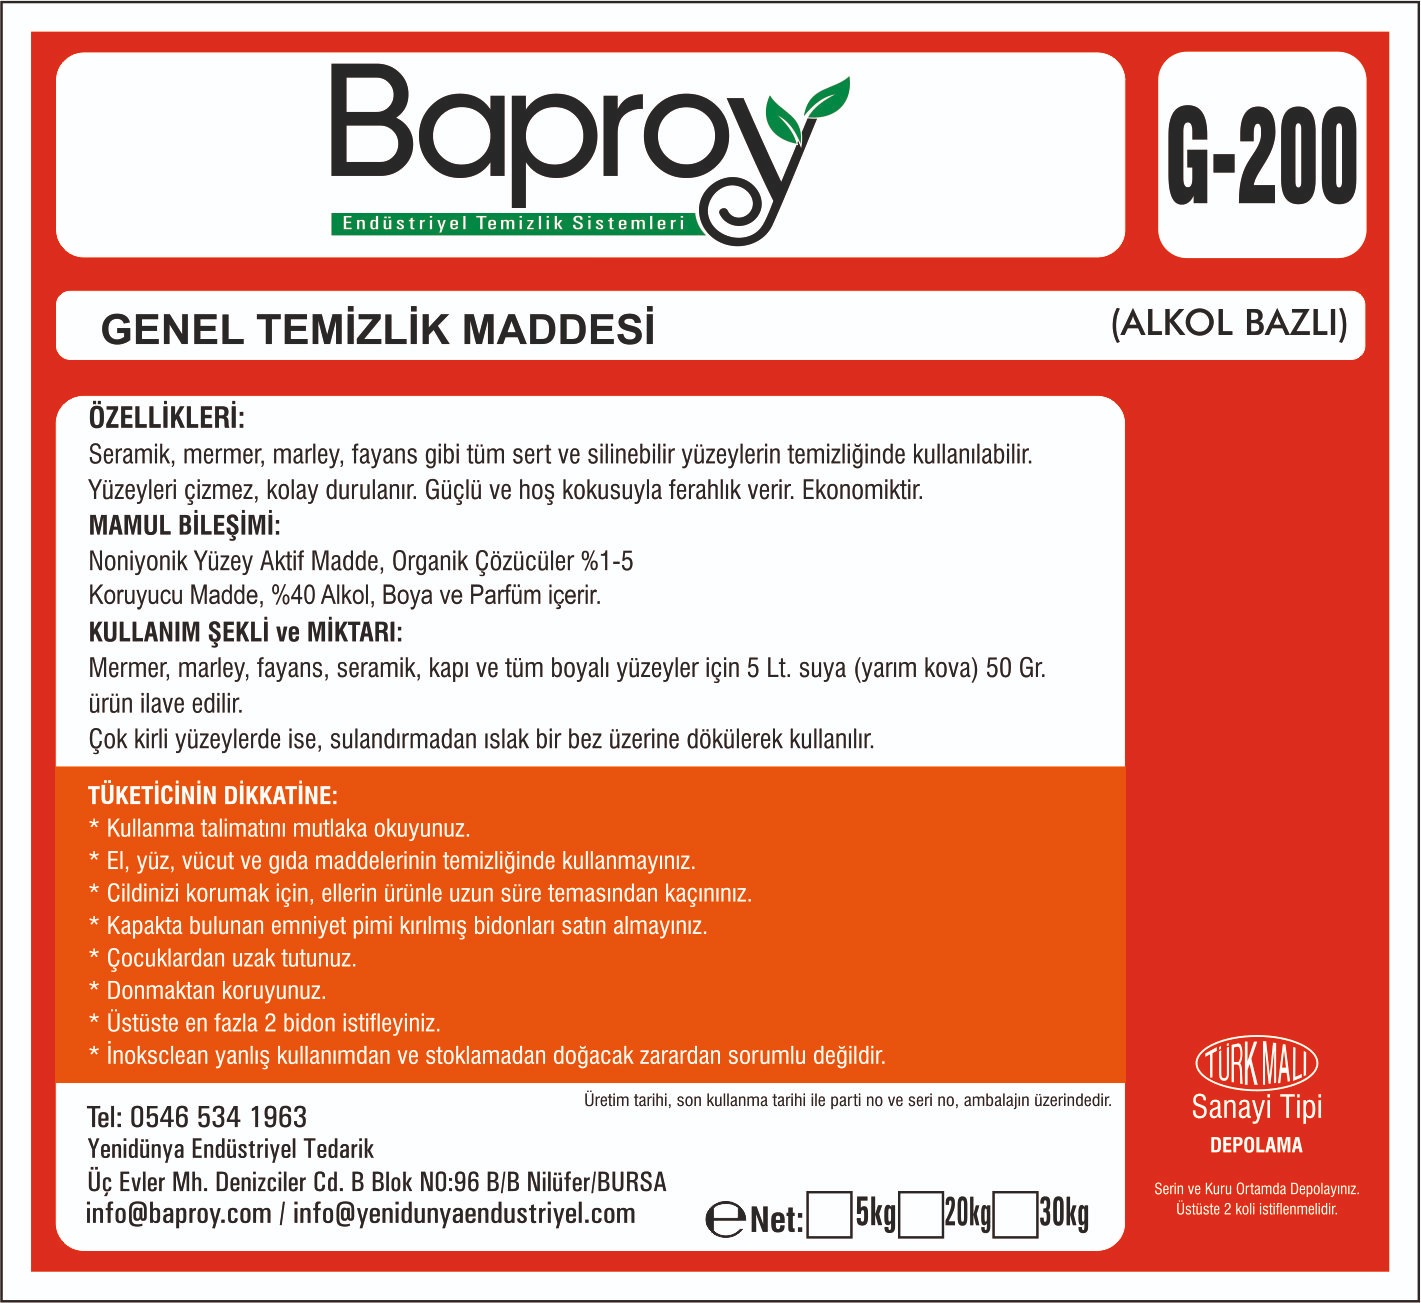 Baproy
Endüstriyel Temizlik Sistemleri
G-200
GENEL TEMİZLİK MADDESİ
(ALKOL BAZLI)
ÖZELLİKLERİ:
Seramik, mermer, marley, fayans gibi tüm sert ve silinebilir yüzeylerin temizliğinde kullanılabilir.
Yüzeyleri çizmez, kolay durulanır. Güçlü ve hoş kokusuyla ferahlık verir. Ekonomiktir.
MAMUL BİLEŞİMİ:
Noniyonik Yüzey Aktif Madde, Organik Çözücüler %1-5
Koruyucu Madde, %40 Alkol, Boya ve Parfüm içerir.
KULLANIM ŞEKLİ ve MİKTARI:
Mermer, marley, fayans, seramik, kapı ve tüm boyalı yüzeyler için 5 Lt. suya (yarım kova) 50 Gr.
ürün ilave edilir.
Çok kirli yüzeylerde ise, sulandırmadan ıslak bir bez üzerine dökülerek kullanılır.
TÜKETİCİNİN DİKKATİNE:
* Kullanma talimatını mutlaka okuyunuz.
* El, yüz, vücut ve gıda maddelerinin temizliğinde kullanmayınız.
* Cildinizi korumak için, ellerin ürünle uzun süre temasından kaçınınız.
* Kapakta bulunan emniyet pimi kırılmış bidonları satın almayınız.
* Çocuklardan uzak tutunuz.
* Donmaktan koruyunuz.
* Üstüste en fazla 2 bidon istifleyiniz.
* İnoksclean yanlış kullanımdan ve stoklamadan doğacak zarardan sorumlu değildir.
Üretim tarihi, son kullanma tarihi ile parti no ve seri no, ambalajın üzerindedir.
Tel: 0546 534 1963
Yenidünya Endüstriyel Tedarik
Üç Evler Mh. Denizciler Cd. B Blok NO:96 B/B Nilüfer/BURSA
info@baproy.com / info@yenidunyaendustriyel.com
℮ Net: 5kg 20kg 30kg
TÜRK MALI
Sanayi Tipi
DEPOLAMA
Serin ve Kuru Ortamda Depolayınız.
Üstüste 2 koli istiflenmelidir.